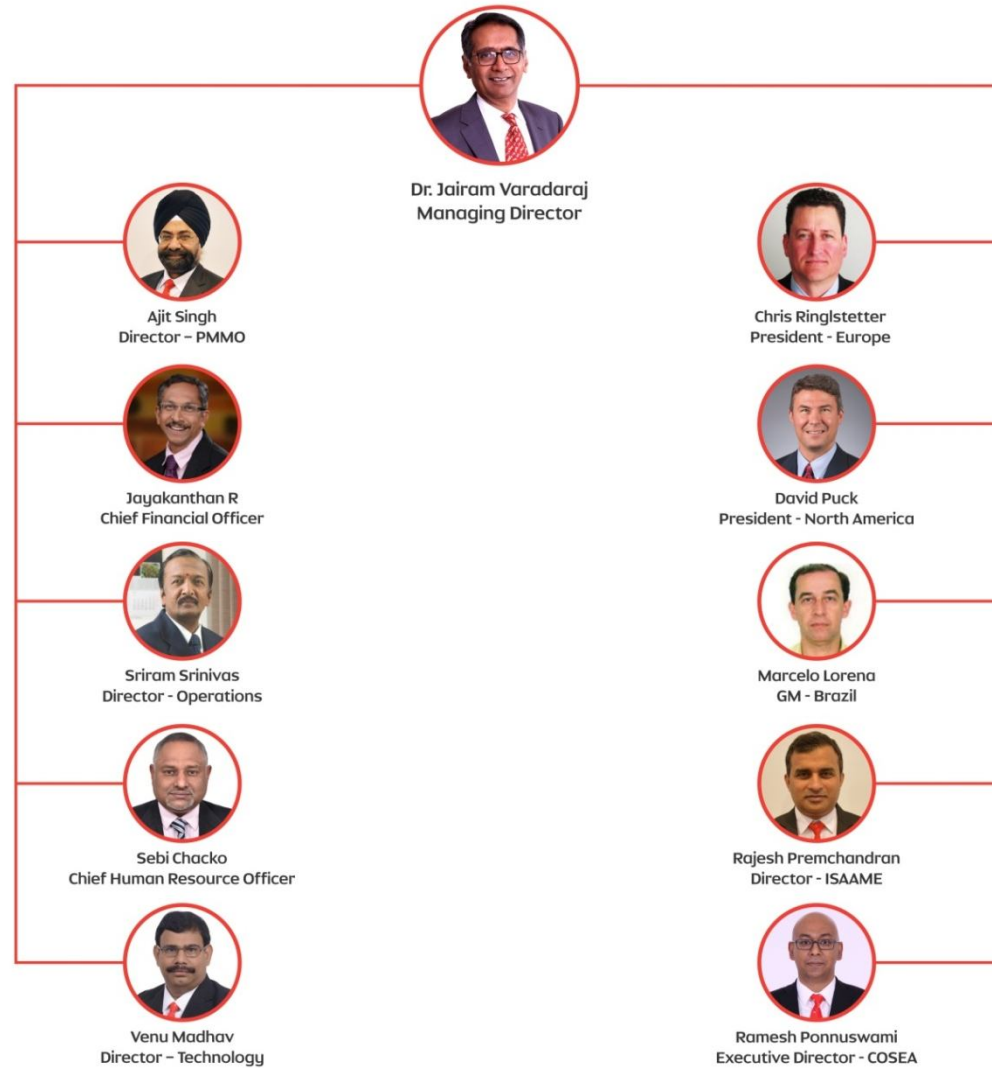 Dr. Jairam Varadaraj
Managing Director
Ajit Singh
Director – PMMO
Chris Ringlstetter
President - Europe
Jayakanthan R
Chief Financial Officer
David Puck
President - North America
Sriram Srinivas
Director - Operations
Marcelo Lorena
GM - Brazil
Sebi Chacko
Chief Human Resource Officer
Rajesh Premchandran
Director - ISAAME
Venu Madhav
Director – Technology
Ramesh Ponnuswami
Executive Director - COSEA